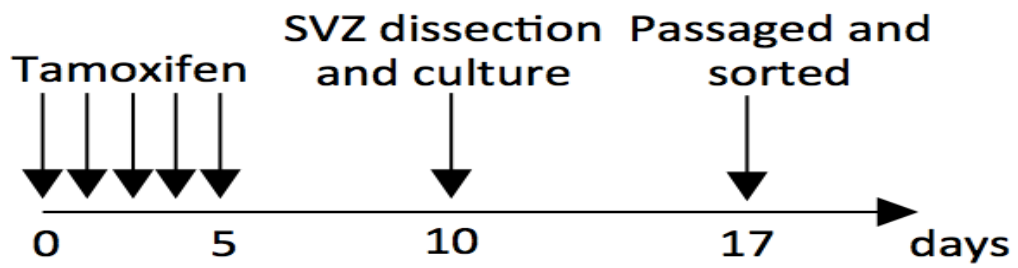 SVZ dissection Passaged and
Tamoxifen and culture sorted
0 5 10 17 days